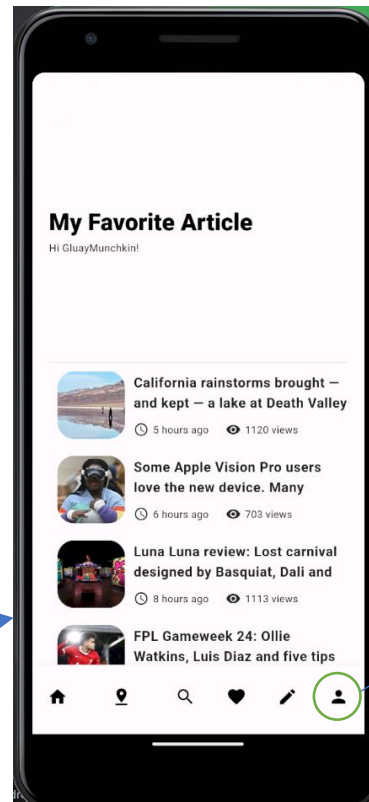 My Favorite Article
Hi GluayMunchkin!
California rainstorms brought —
and kept — a lake at Death Valley
5 hours ago 1120 views
Some Apple Vision Pro users
love the new device. Many
6 hours ago 703 views
Luna Luna review: Lost carnival
designed by Basquiat, Dali and
8 hours ago 1113 views
FPL Gameweek 24: Ollie
Watkins, Luis Diaz and five tips